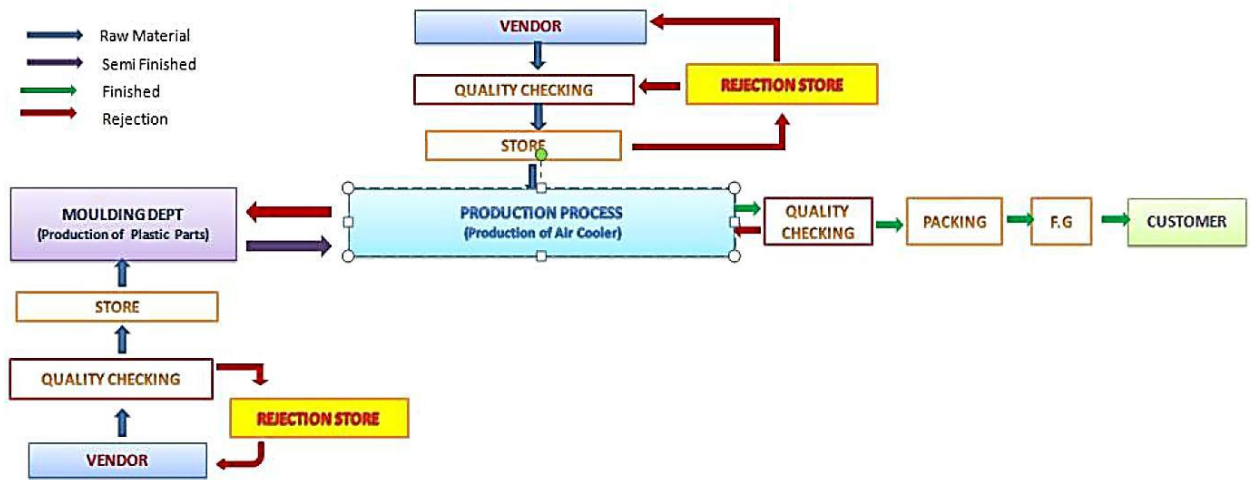 Raw Material
Semi Finished
Finished
Rejection
VENDOR
QUALITY CHECKING
REJECTION STORE
STORE
MOULDING DEPT
(Production of Plastic Parts)
PRODUCTION PROCESS
(Production of Air Cooler)
QUALITY
CHECKING
PACKING
F.G
CUSTOMER
STORE
QUALITY CHECKING
REJECTION STORE
VENDOR